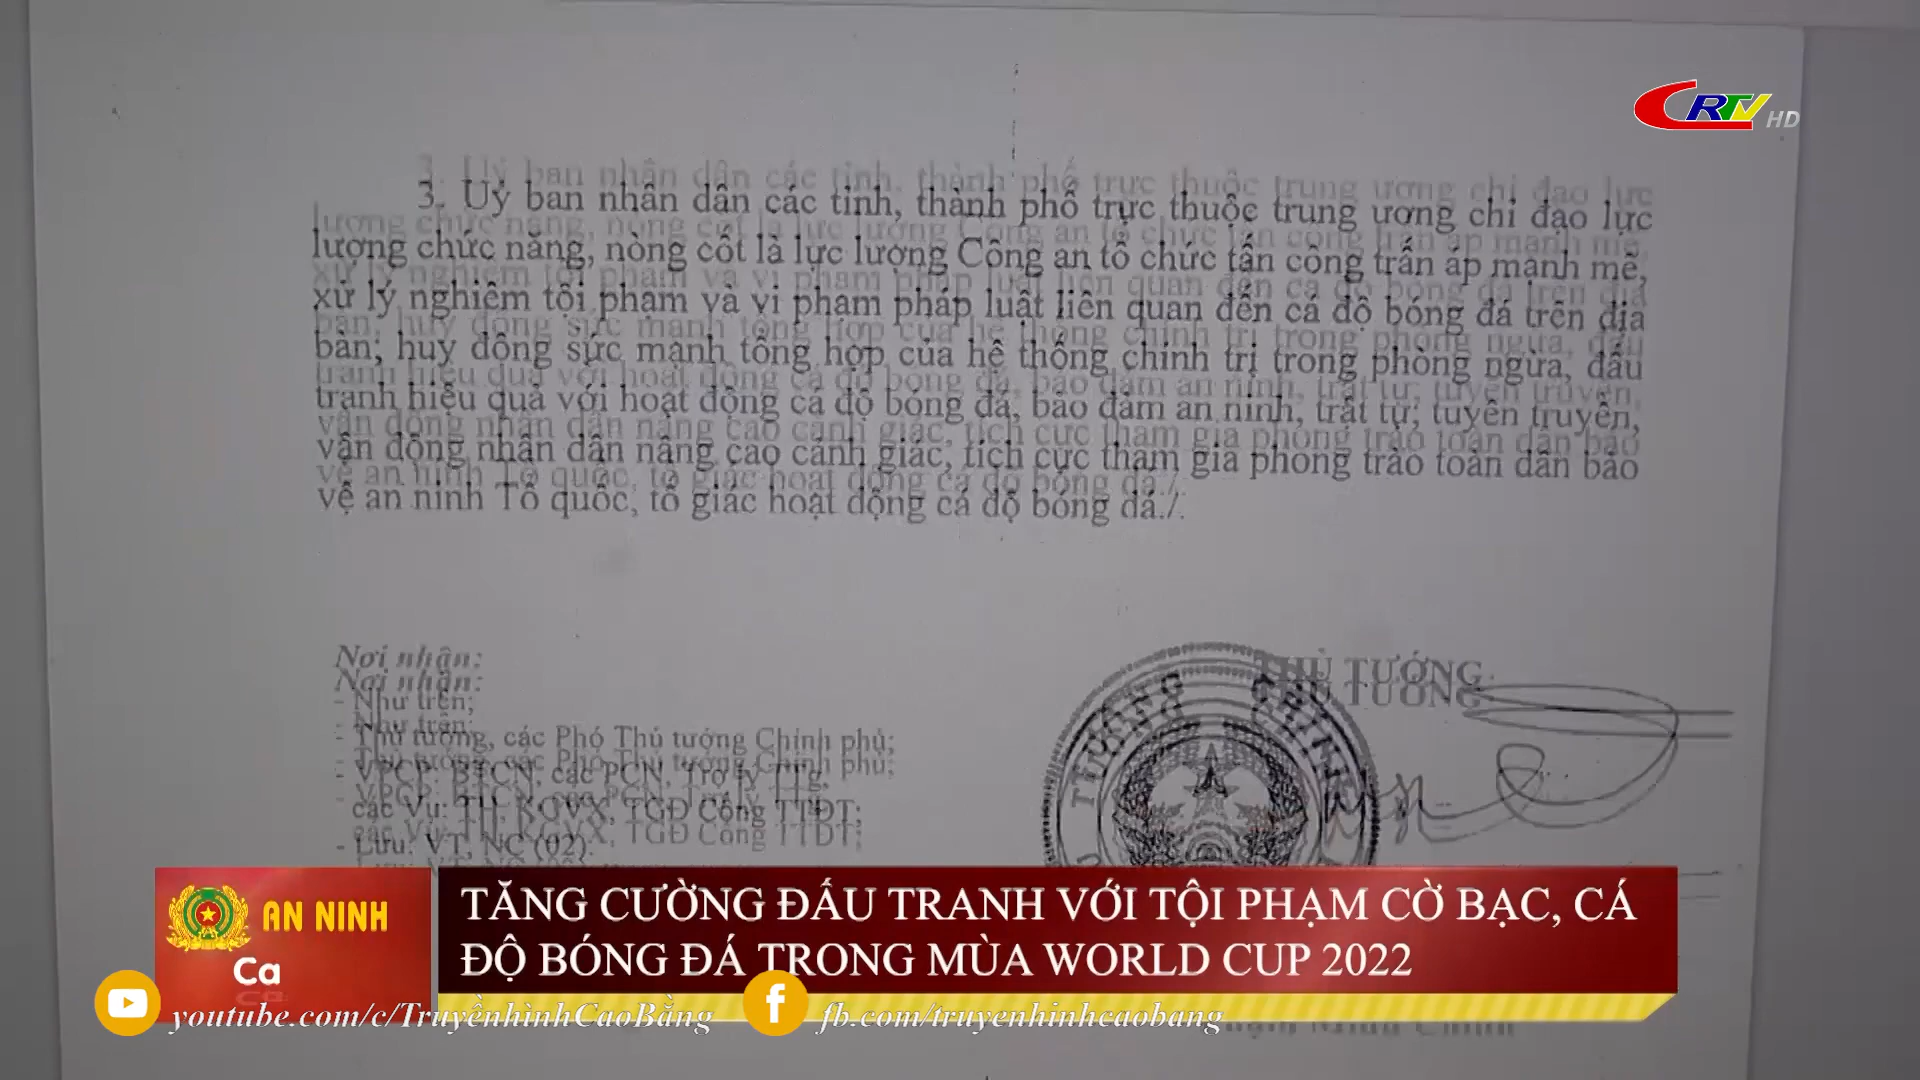 CRTV HD
3. Uỷ ban nhân dân các tỉnh, thành phố trực thuộc trung ương chỉ đạo lực
lượng chức năng, nòng cốt là lực lượng Công an tổ chức tấn công trấn áp mạnh mẽ,
xử lý nghiêm tội phạm và vi phạm pháp luật liên quan đến cá độ bóng đá trên địa
bàn; huy động sức mạnh tổng hợp của hệ thống chính trị trong phòng ngừa, đấu
tranh hiệu quả với hoạt động cá độ bóng đá, bảo đảm an ninh, trật tự; tuyên truyền,
vận động nhân dân nâng cao cảnh giác, tích cực tham gia phong trào toàn dân bảo
vệ an ninh Tổ quốc, tố giác hoạt động cá độ bóng đá./.
Nơi nhận:
- Như trên;
- Thủ tướng, các Phó Thủ tướng Chính phủ;
- VPCP: BTCN, các PCN, Trợ lý TTg,
các Vụ: TH, KGVX, TGĐ Cổng TTĐT;
- Lưu: VT, NC (02).
THỦ TƯỚNG
TƯỚNG CHÍNH
AN NINH
Ca
TĂNG CƯỜNG ĐẤU TRANH VỚI TỘI PHẠM CỜ BẠC, CÁ
ĐỘ BÓNG ĐÁ TRONG MÙA WORLD CUP 2022
youtube.com/c/TruyềnhìnhCaoBằng
fb.com/truyenhinhcaobang